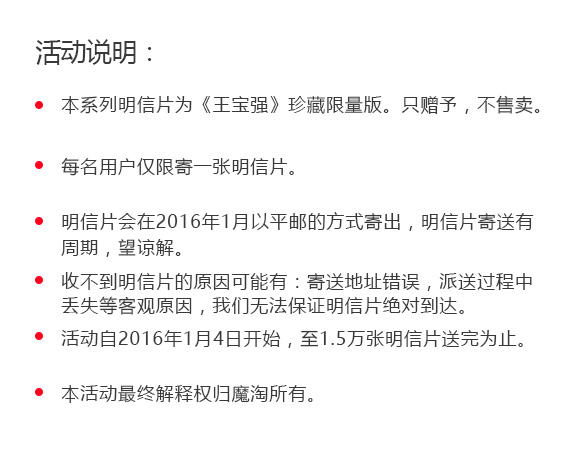 活动说明：
本系列明信片为《王宝强》珍藏限量版。只赠予，不售卖。
每名用户仅限寄一张明信片。
明信片会在2016年1月以平邮的方式寄出，明信片寄送有
周期，望谅解。
收不到明信片的原因可能有：寄送地址错误，派送过程中
丢失等客观原因，我们无法保证明信片绝对到达。
活动自2016年1月4日开始，至1.5万张明信片送完为止。
本活动最终解释权归魔淘所有。